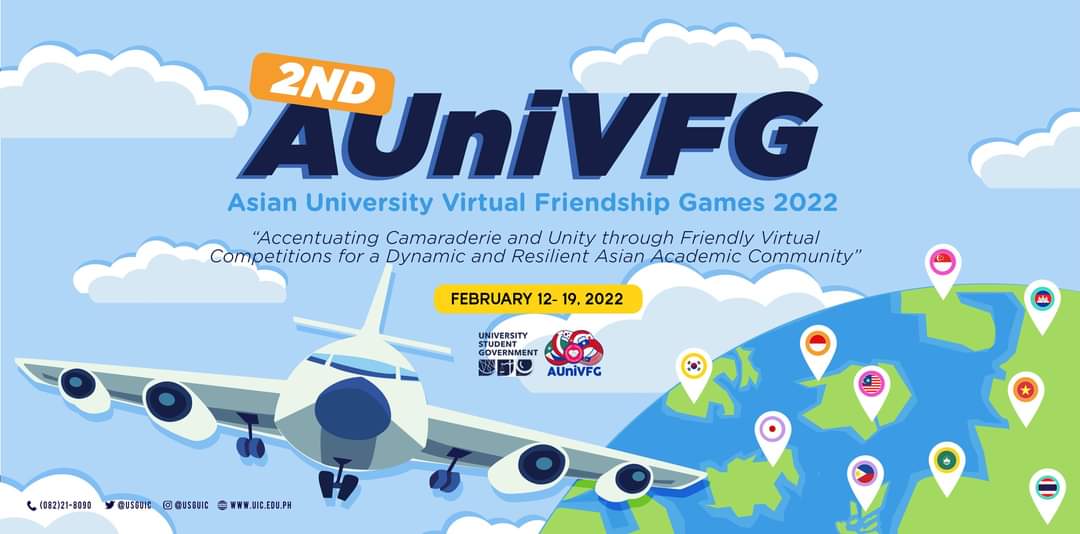 2ND
AUniVFG
Asian University Virtual Friendship Games 2022
“Accentuating Camaraderie and Unity through Friendly Virtual
Competitions for a Dynamic and Resilient Asian Academic Community”
FEBRUARY 12- 19, 2022
UNIVERSITY
STUDENT
GOVERNMENT
UIC
AUniVFG
(082)21-8090 @USGUIC @USGUIC WWW.UIC.EDU.PH